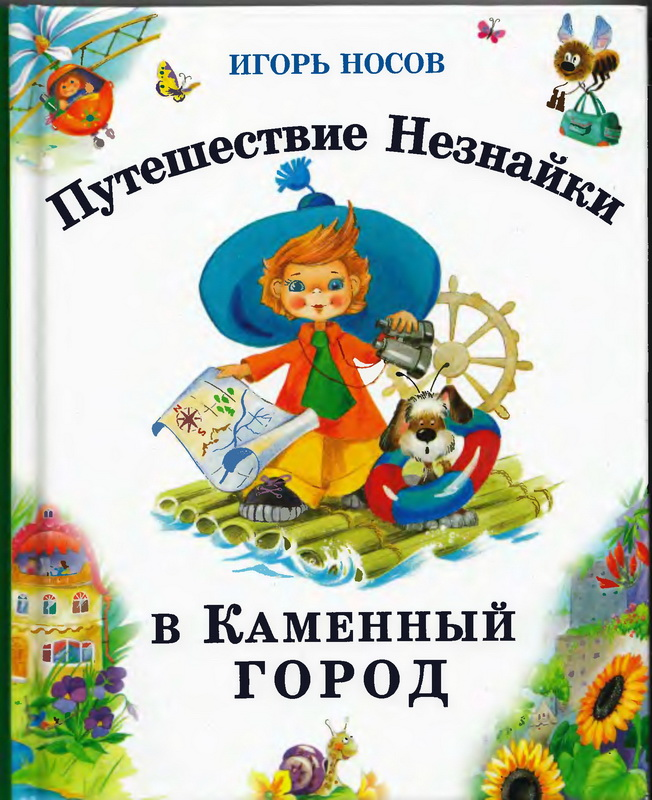 ИГОРЬ НОСОВ
Путешествие Незнайки
в Каменный
город
N
S